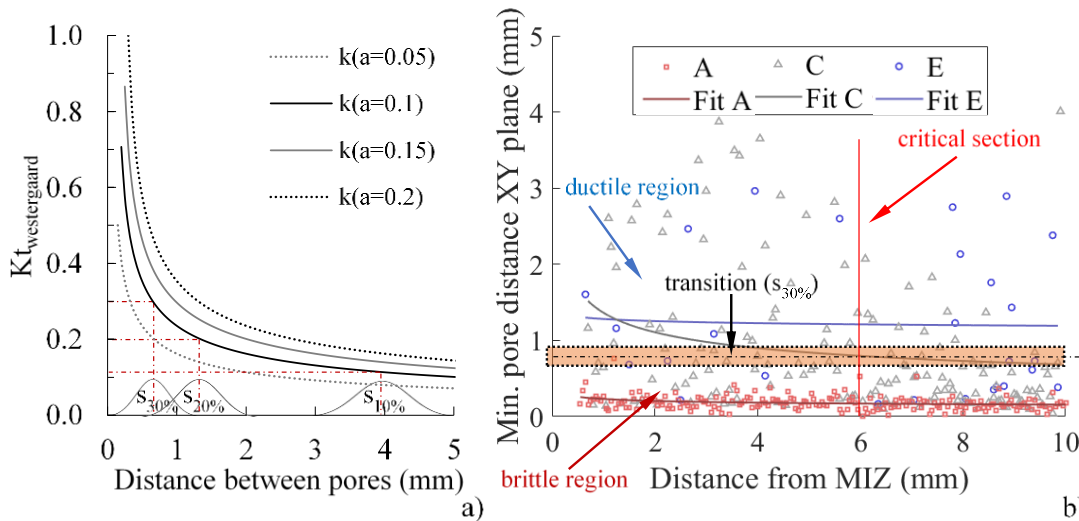 1.0
0.8
0.6
0.4
0.2
0.0
Kt westergaard
k(a=0.05)
k(a=0.1)
k(a=0.15)
k(a=0.2)
s30%
s20%
s10%
0 1 2 3 4 5
Distance between pores (mm)
a)
Min. pore distance XY plane (mm)
5
4
3
2
1
0
A C E
Fit A Fit C Fit E
critical section
ductile region
transition (s30%)
brittle region
0 2 4 6 8 10
Distance from MIZ (mm)
b